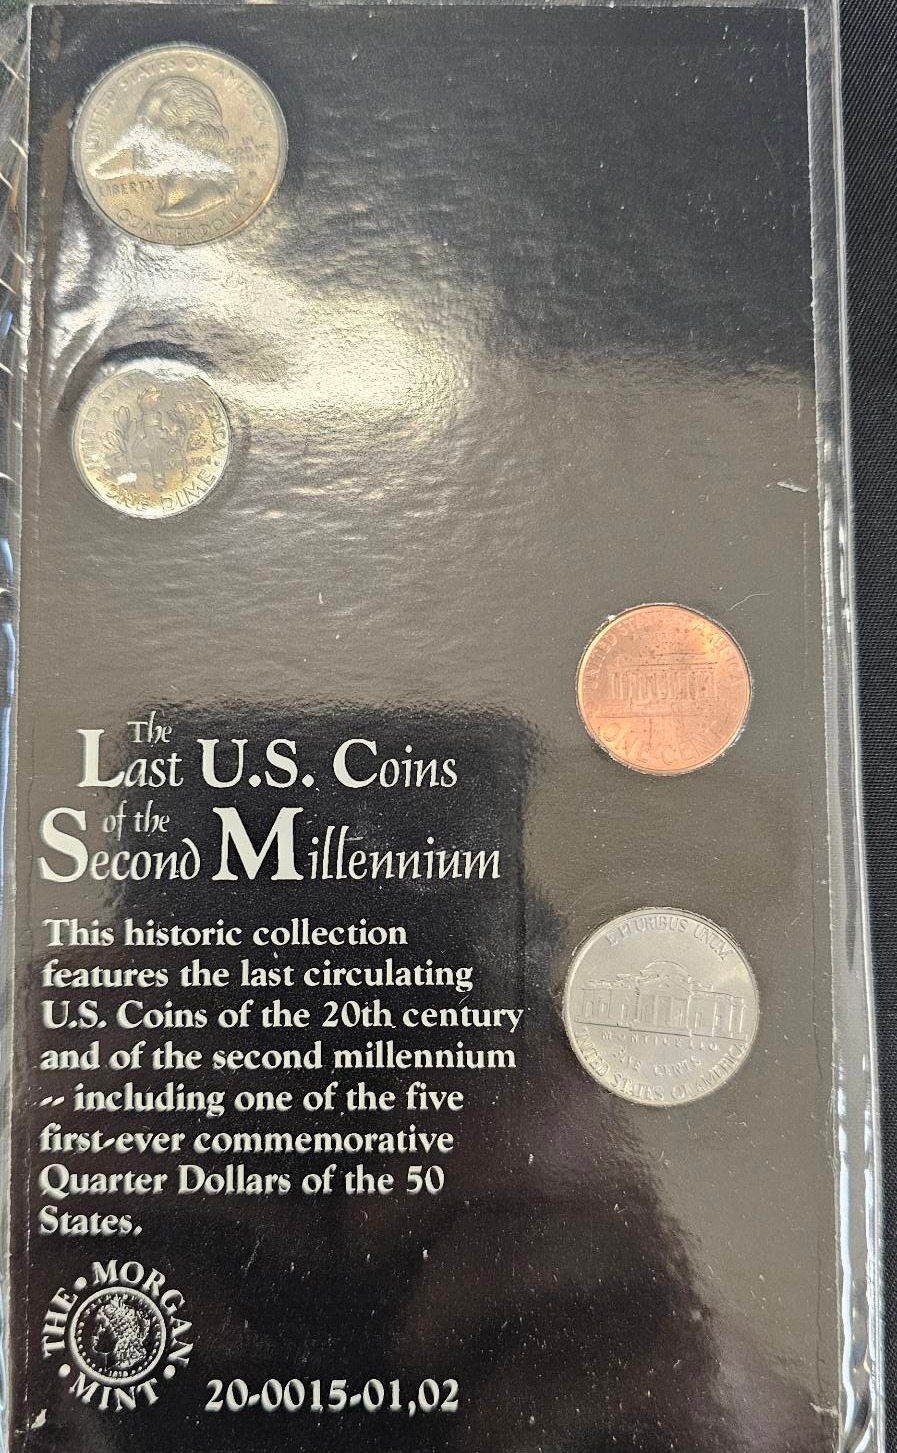 UNITED STATES OF AMERICA
IN
GOD WE
TRUST
LIBERTY
QUARTER DOLLAR
UNITED STATES
AMERICA
ONE DIME
UNITED STATES OF AMERICA
ONE CENT
The
Last U.S. Coins
of the
Second Millennium
E PLURIBUS UNUM
MONTICELLO
FIVE CENTS
UNITED STATES OF AMERICA
This historic collection
features the last circulating
U.S. Coins of the 20th century
and of the second millennium
-- including one of the five
first-ever commemorative
Quarter Dollars of the 50
States.
THE • MORGAN • MINT •
20-0015-01,02